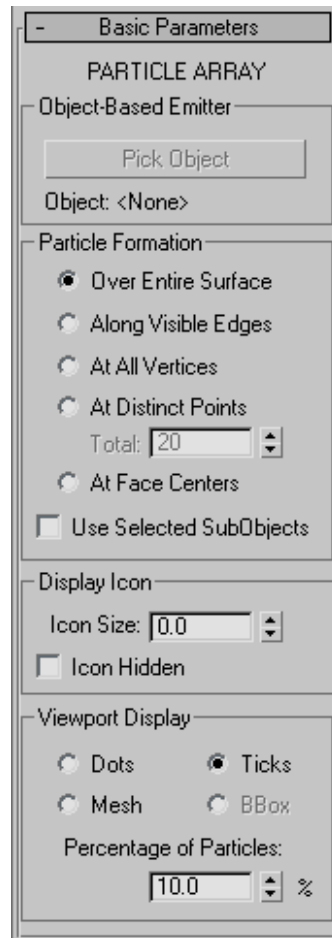 - Basic Parameters
PARTICLE ARRAY
Object-Based Emitter
Pick Object
Object: <None>
Particle Formation
Over Entire Surface
Along Visible Edges
At All Vertices
At Distinct Points
Total: 20
At Face Centers
Use Selected SubObjects
Display Icon
Icon Size: 0.0
Icon Hidden
Viewport Display
Dots Ticks
Mesh BBox
Percentage of Particles:
10.0 %